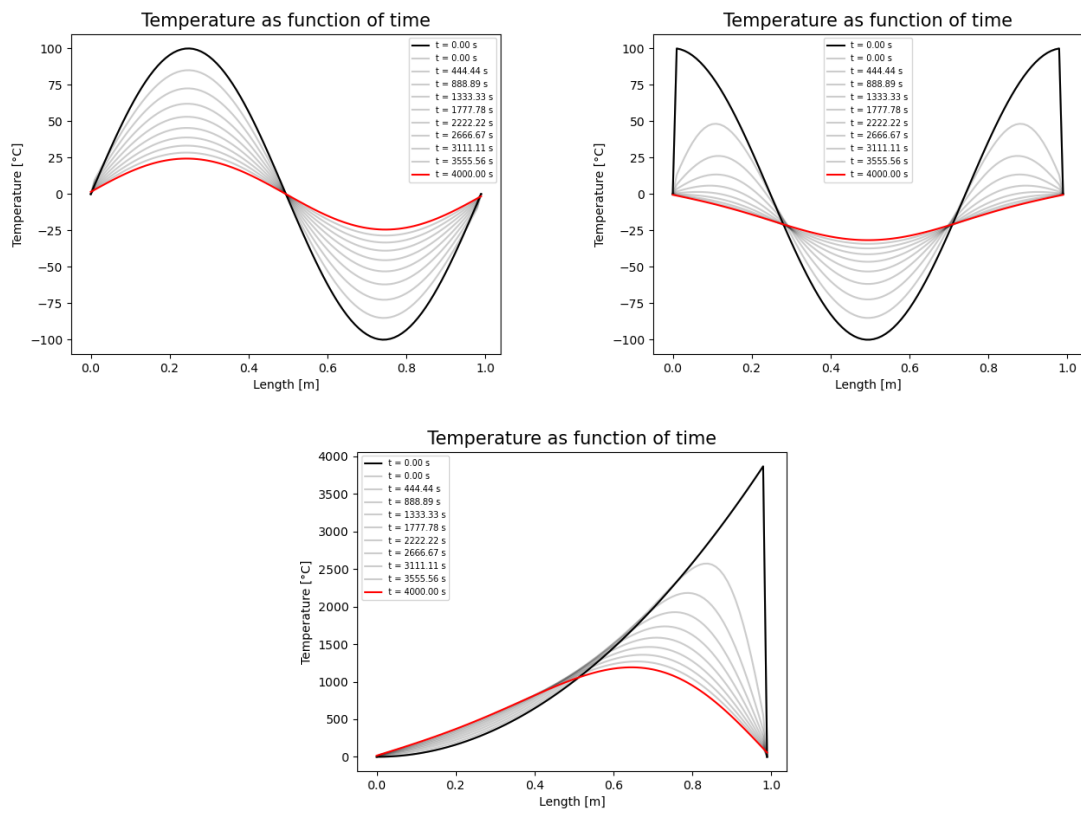 Temperature as function of time
Temperature [°C]
100
75
50
25
0
−25
−50
−75
−100
t = 0.00 s
t = 0.00 s
t = 444.44 s
t = 888.89 s
t = 1333.33 s
t = 1777.78 s
t = 2222.22 s
t = 2666.67 s
t = 3111.11 s
t = 3555.56 s
t = 4000.00 s
0.0 0.2 0.4 0.6 0.8 1.0
Length [m]
Temperature as function of time
Temperature [°C]
100
75
50
25
0
−25
−50
−75
−100
t = 0.00 s
t = 0.00 s
t = 444.44 s
t = 888.89 s
t = 1333.33 s
t = 1777.78 s
t = 2222.22 s
t = 2666.67 s
t = 3111.11 s
t = 3555.56 s
t = 4000.00 s
0.0 0.2 0.4 0.6 0.8 1.0
Length [m]
Temperature as function of time
Temperature [°C]
4000
3500
3000
2500
2000
1500
1000
500
0
t = 0.00 s
t = 0.00 s
t = 444.44 s
t = 888.89 s
t = 1333.33 s
t = 1777.78 s
t = 2222.22 s
t = 2666.67 s
t = 3111.11 s
t = 3555.56 s
t = 4000.00 s
0.0 0.2 0.4 0.6 0.8 1.0
Length [m]